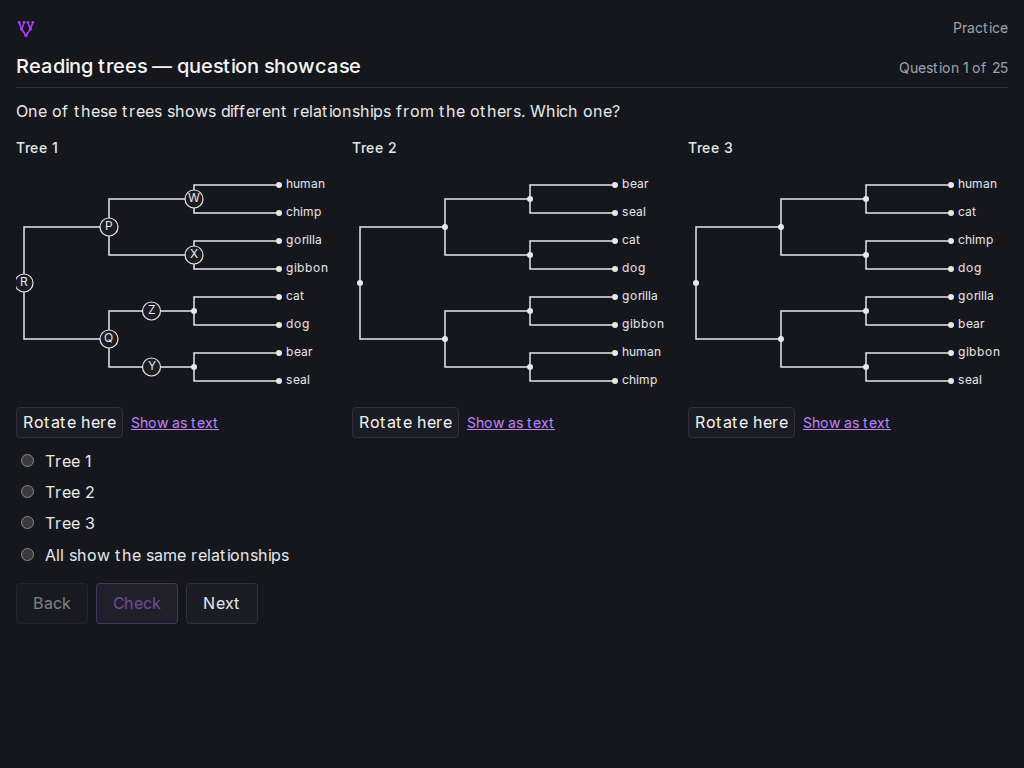 Practice
Reading trees — question showcase
Question 1 of 25
One of these trees shows different relationships from the others. Which one?
Tree 1
human
W
chimp
P
gorilla
X
gibbon
R
cat
Z
dog
Q
bear
Y
seal
Rotate here Show as text
Tree 2
bear
seal
cat
dog
gorilla
gibbon
human
chimp
Rotate here Show as text
Tree 3
human
cat
chimp
dog
gorilla
bear
gibbon
seal
Rotate here Show as text
Tree 1
Tree 2
Tree 3
All show the same relationships
Back Check Next